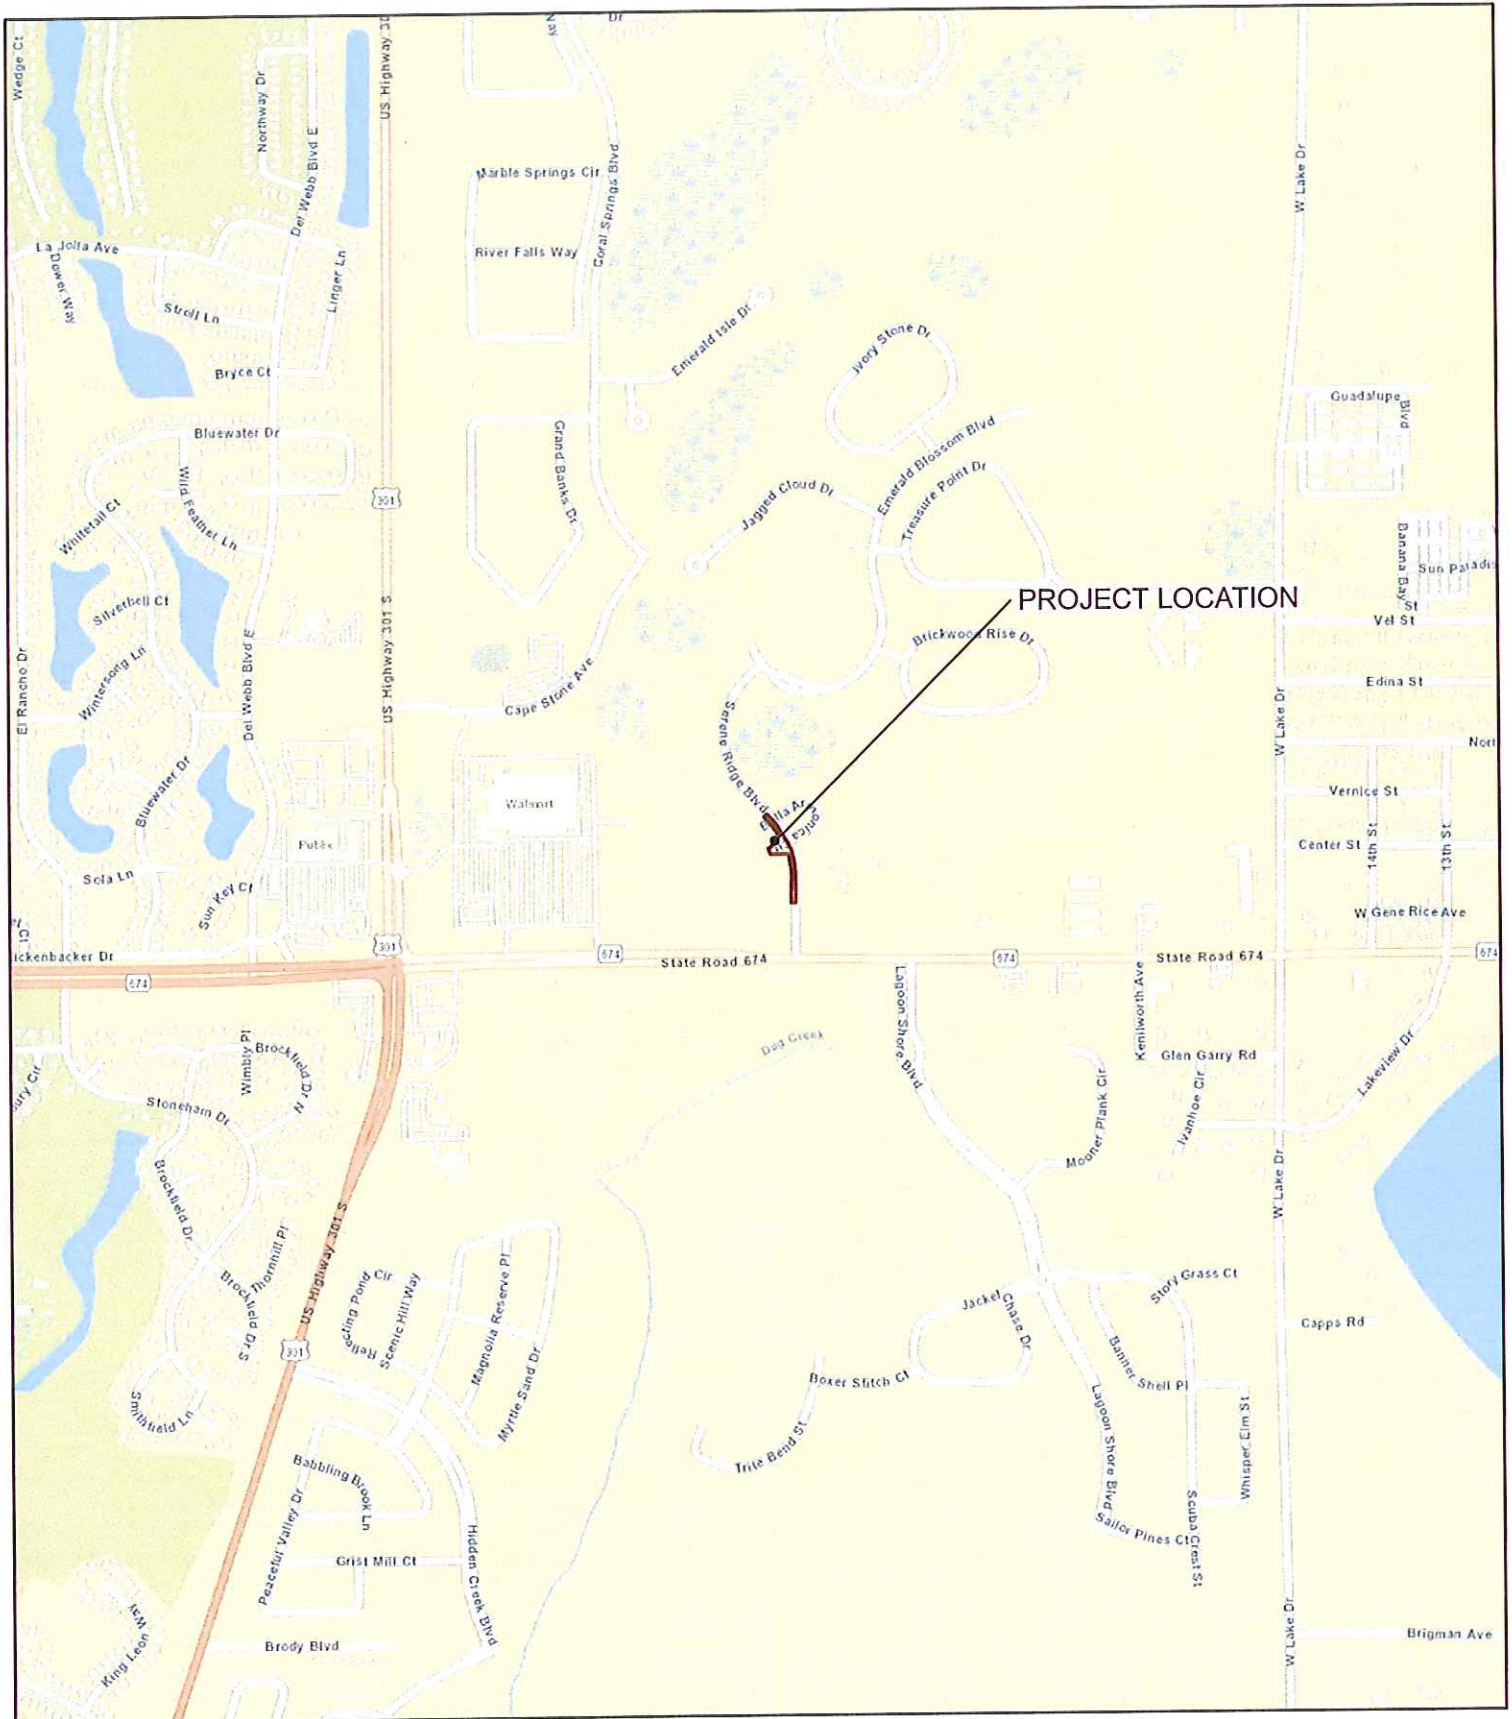 Wedge Ct
Northway Dr
Del Webb Blvd E
US Highway 30
Dr
W Lake Dr
Marble Springs Cir
Coral Springs Blvd
River Falls Way
La Jolla Ave
Dower Way
Linger Ln
Stroll Ln
Emerald Isle Dr
Ivory Stone Dr
Bryce Ct
Guadalupe
Blvd
Bluewater Dr
Grand Banks Dr
Emerald Blossom Blvd
Wild Feather Ln
Treasure Point Dr
Jagged Cloud Dr
301
Whitetail Ct
Banana Bay
St
Sun Paradis
PROJECT LOCATION
Silverbell Ct
Vel St
US Highway 301 S
Brickwood Rise Dr
Wintersong Ln
El Rancho Dr
Del Webb Blvd E
Cape Stone Ave
Edina St
W Lake Dr
Serene Ridge Blvd
Nort
Bluewater Dr
Vernice St
Walmart
Publix
Center St
14th St
13th St
Sola Ln
Sun Key Ct
W Gene Rice Ave
ickenbacker Dr
301
674
State Road 674
674
State Road 674
674
674
Lagoon Shore Blvd
Kenilworth Ave
Dug Creek
Wimbly Pl
Brockfield Dr N
Glen Garry Rd
Lakeview Dr
bury Cir
Stoneham Dr
Mooner Plank Cir
Ivanhoe Cir
Brockfield Dr
W Lake Dr
US Highway 301 S
Thornhill Pl
Brockfield Dr S
Reflecting Pond Cir
Scenic Hill Way
Magnolia Reserve Pl
Story Grass Ct
Jackel Chase Dr
Capps Rd
301
Myrtle Sand Dr
Banner Shell Pl
Boxer Stitch Ct
Smithfield Ln
Lagoon Shore Blvd
Whisper Elm St
Trite Bend St
Babbling Brook Ln
Peaceful Valley Dr
Scuba Crest St
Sailor Pines Ct
Grist Mill Ct
Hidden Creek Blvd
King Leon Way
Brody Blvd
W Lake Dr
Brigman Ave